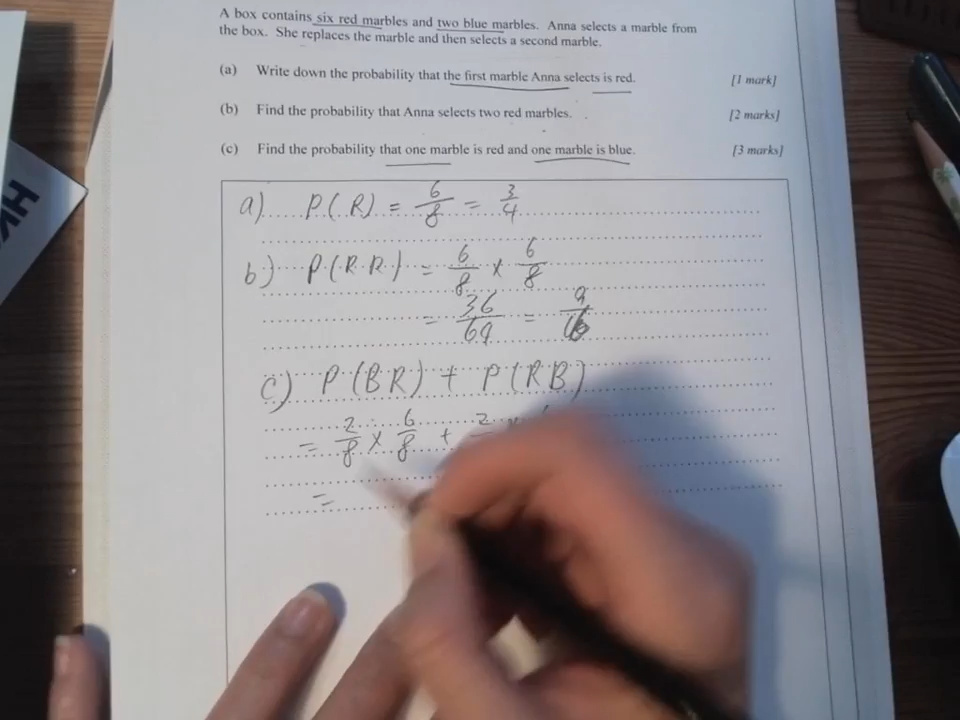 A box contains six red marbles and two blue marbles. Anna selects a marble from
the box. She replaces the marble and then selects a second marble.
(a) Write down the probability that the first marble Anna selects is red. [1 mark]
(b) Find the probability that Anna selects two red marbles. [2 marks]
(c) Find the probability that one marble is red and one marble is blue. [3 marks]
a) P(R) = 6/8 = 3/4
b) P(R R) = 6/8 × 6/8
= 36/64 = 9/16
c) P(BR) + P(RB)
= 2/8 × 6/8 + 2
=